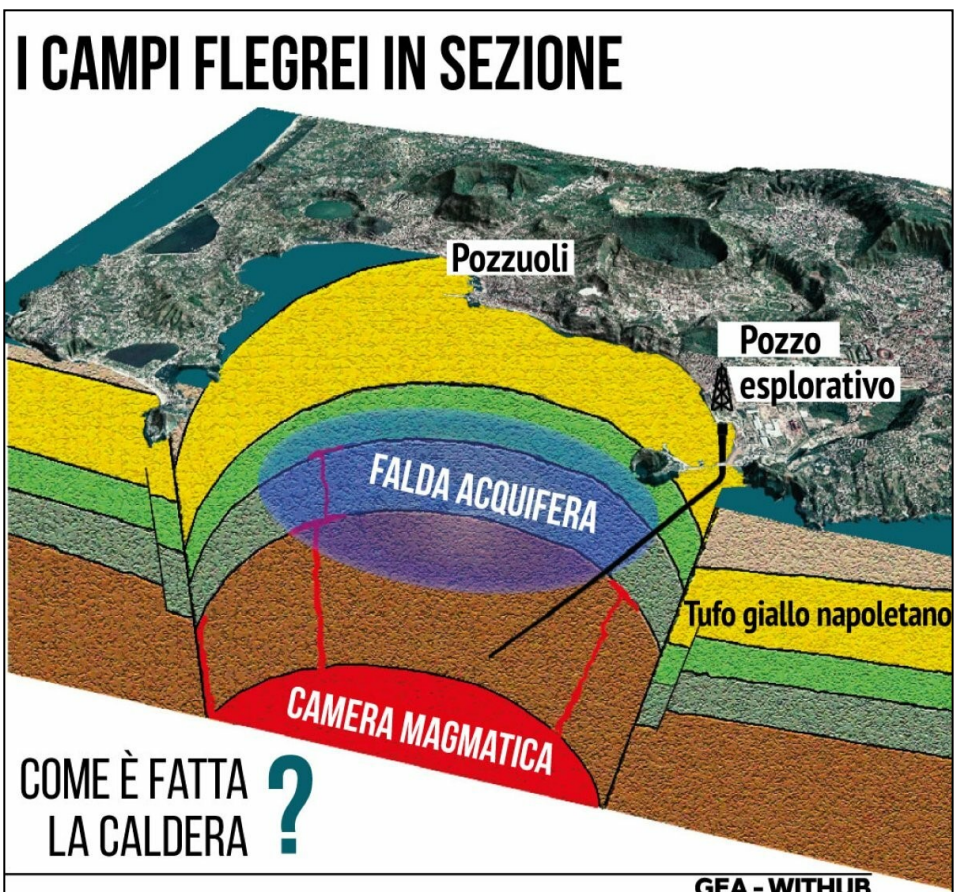 I CAMPI FLEGREI IN SEZIONE
Pozzuoli
Pozzo
esplorativo
FALDA ACQUIFERA
Tufo giallo napoletano
CAMERA MAGMATICA
COME È FATTA
LA CALDERA ?
GEA - WITHUB